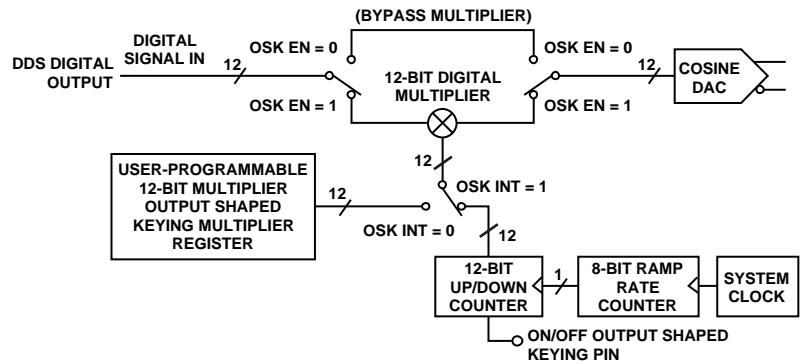 (BYPASS MULTIPLIER)
DDS DIGITAL
OUTPUT
DIGITAL
SIGNAL IN
12
OSK EN = 0
OSK EN = 1
12-BIT DIGITAL
MULTIPLIER
OSK EN = 0
OSK EN = 1
12
COSINE
DAC
12
USER-PROGRAMMABLE
12-BIT MULTIPLIER
OUTPUT SHAPED
KEYING MULTIPLIER
REGISTER
12
OSK INT = 1
OSK INT = 0
12
12-BIT
UP/DOWN
COUNTER
1
8-BIT RAMP
RATE
COUNTER
SYSTEM
CLOCK
ON/OFF OUTPUT SHAPED
KEYING PIN